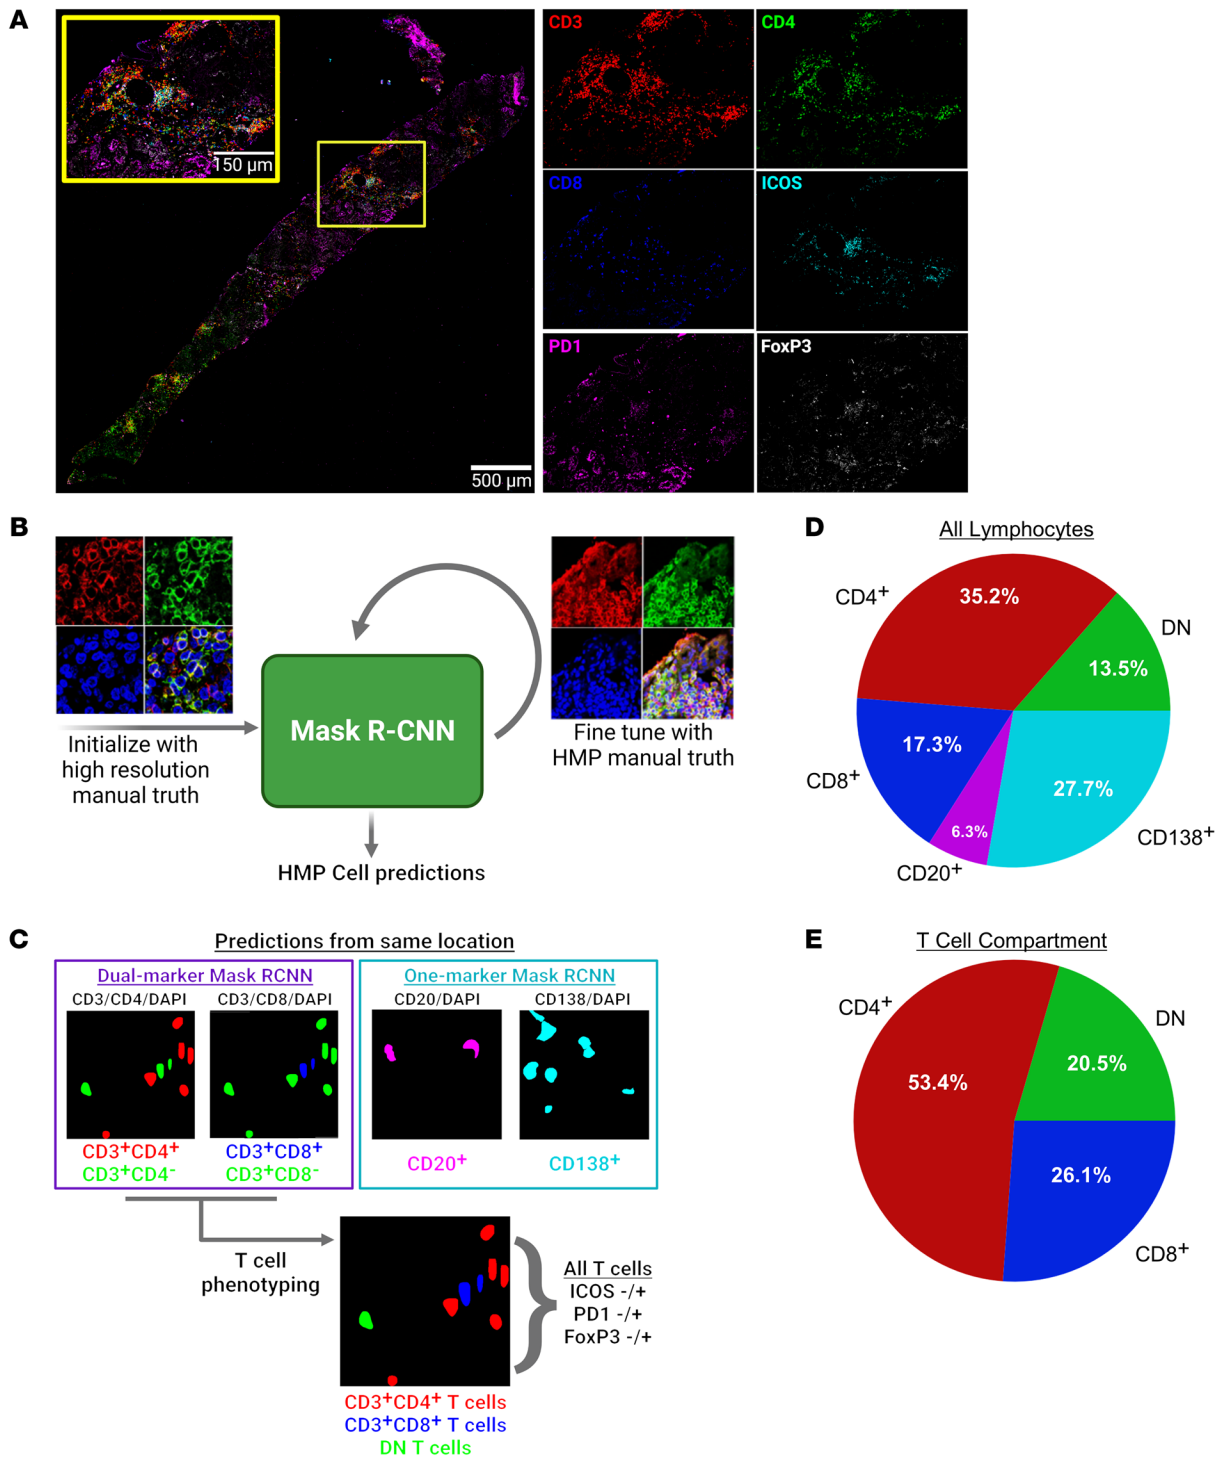 A
150 µm
500 µm
CD3
CD4
CD8
ICOS
PD1
FoxP3
B
Initialize with
high resolution
manual truth
Mask R-CNN
Fine tune with
HMP manual truth
HMP Cell predictions
C
Predictions from same location
Dual-marker Mask RCNN
CD3/CD4/DAPI
CD3/CD8/DAPI
CD3⁺CD4⁺
CD3⁺CD4⁻
CD3⁺CD8⁺
CD3⁺CD8⁻
One-marker Mask RCNN
CD20/DAPI
CD138/DAPI
CD20⁺
CD138⁺
T cell
phenotyping
All T cells
ICOS -/+
PD1 -/+
FoxP3 -/+
CD3⁺CD4⁺ T cells
CD3⁺CD8⁺ T cells
DN T cells
D
All Lymphocytes
CD4⁺
35.2%
DN
13.5%
CD8⁺
17.3%
CD20⁺
6.3%
CD138⁺
27.7%
E
T Cell Compartment
CD4⁺
53.4%
DN
20.5%
CD8⁺
26.1%